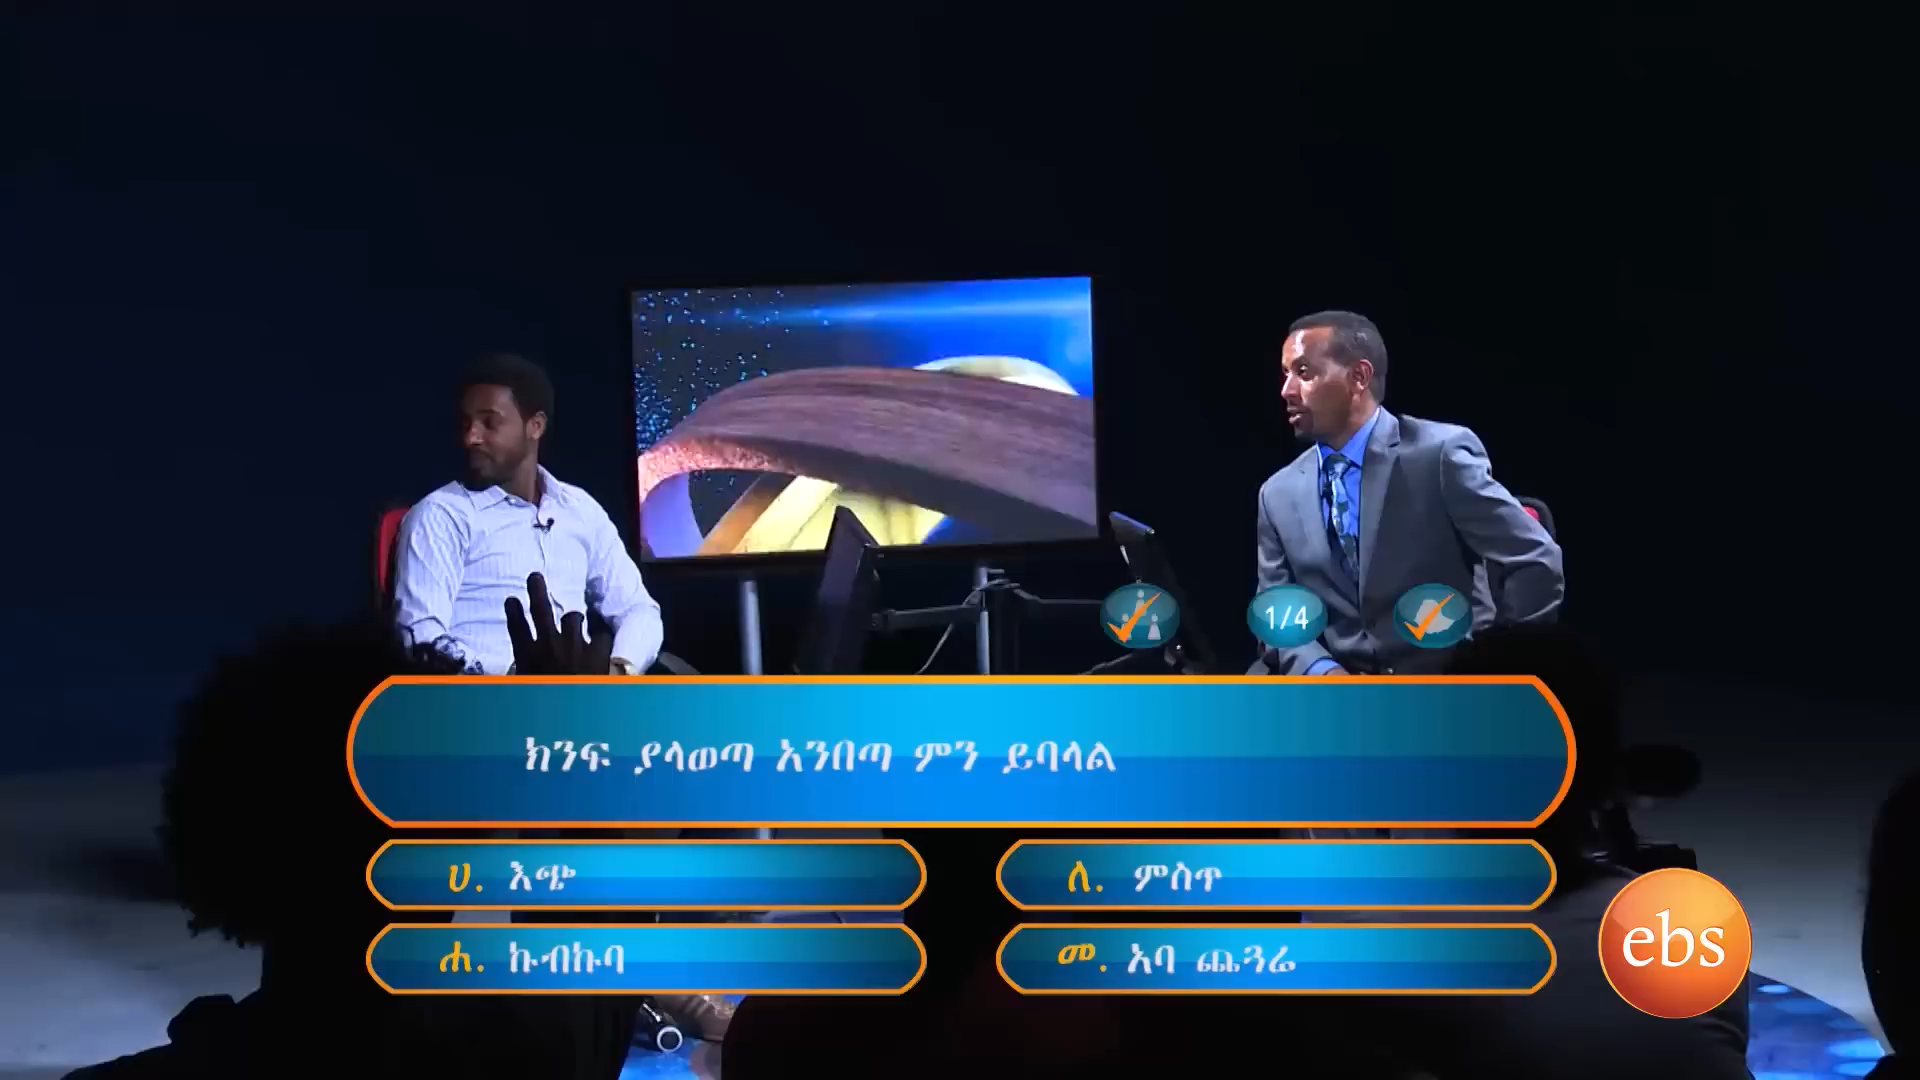 1/4
ክንፍ ያላወጣ አንበጣ ምን ይባላል
ሀ. እጭ
ለ. ምስጥ
ሐ. ኩብኩባ
መ. አባ ጨጓሬ
ebs